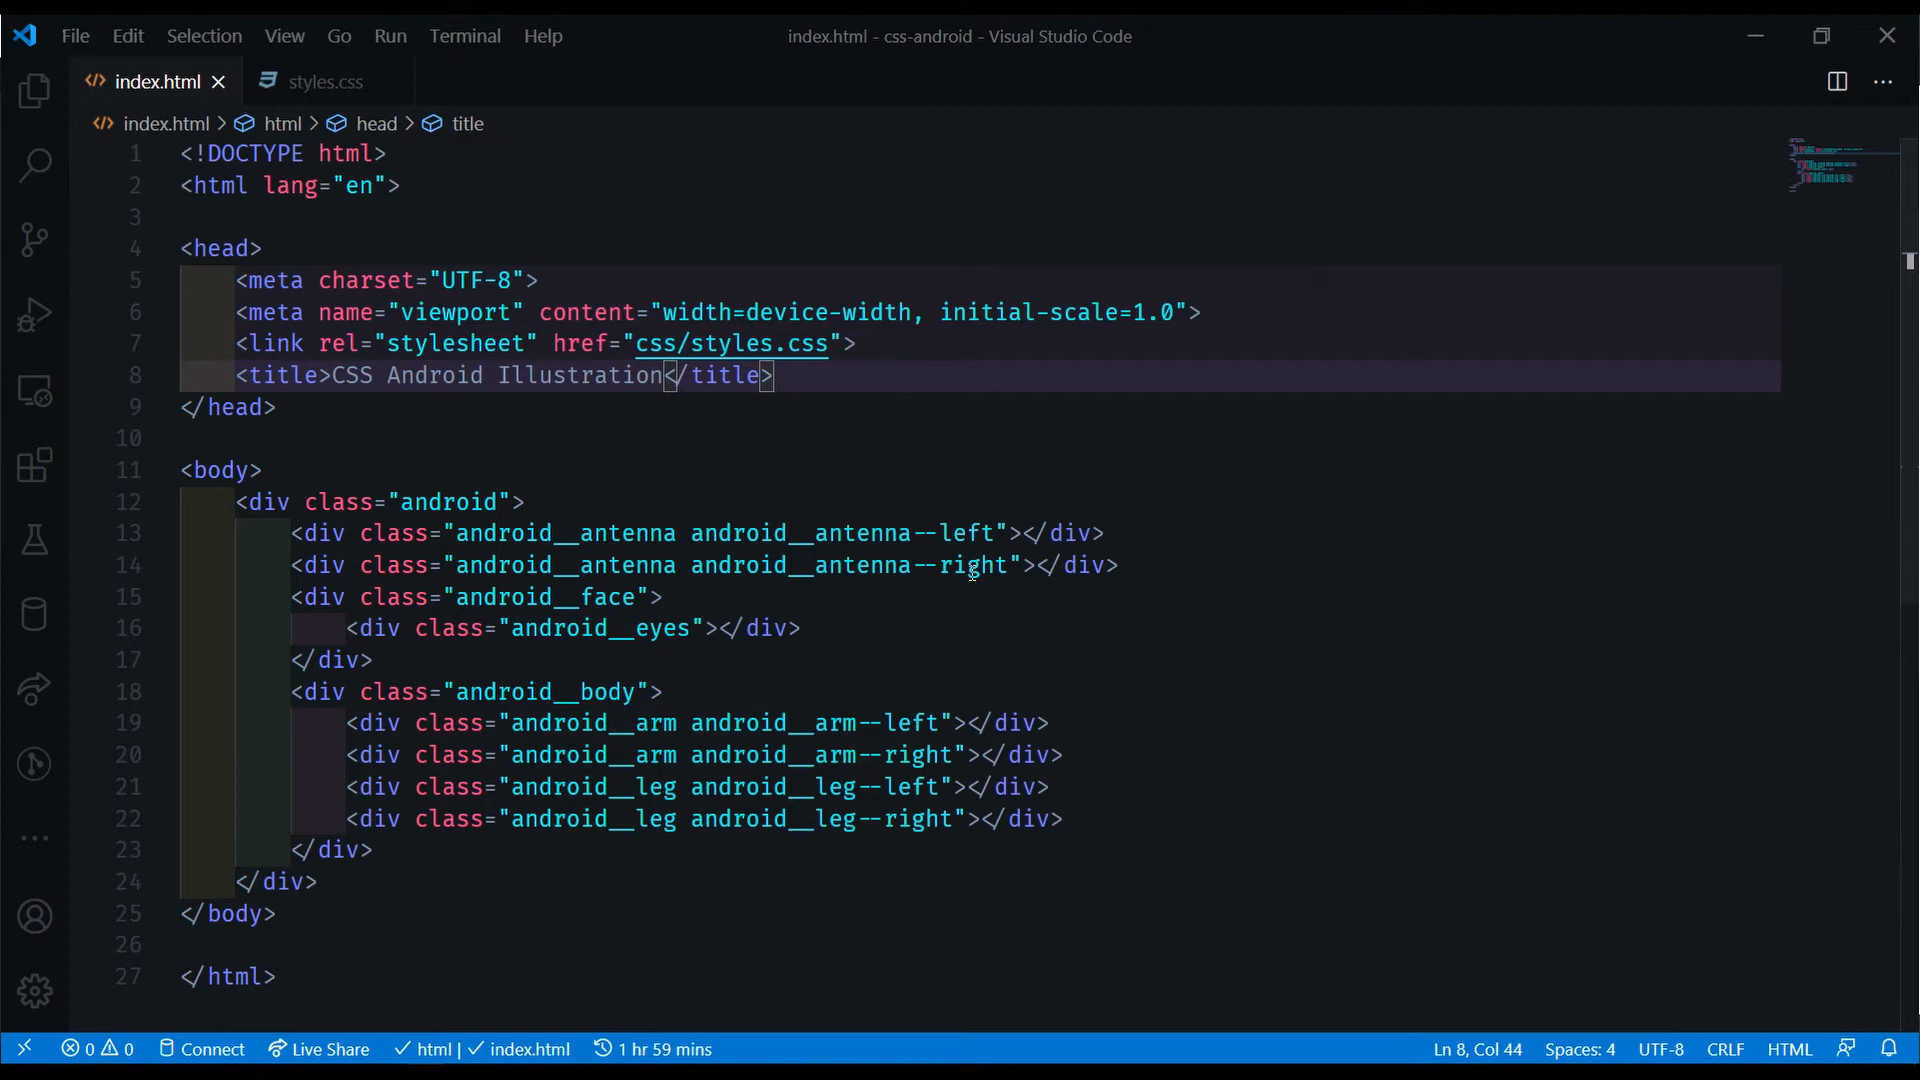 File Edit Selection View Go Run Terminal Help index.html - css-android - Visual Studio Code
index.html styles.css
index.html > html > head > title
1 <!DOCTYPE html>
2 <html lang="en">
3
4 <head>
5 <meta charset="UTF-8">
6 <meta name="viewport" content="width=device-width, initial-scale=1.0">
7 <link rel="stylesheet" href="css/styles.css">
8 <title>CSS Android Illustration</title>
9 </head>
10
11 <body>
12 <div class="android">
13 <div class="android__antenna android__antenna--left"></div>
14 <div class="android__antenna android__antenna--right"></div>
15 <div class="android__face">
16 <div class="android__eyes"></div>
17 </div>
18 <div class="android__body">
19 <div class="android__arm android__arm--left"></div>
20 <div class="android__arm android__arm--right"></div>
21 <div class="android__leg android__leg--left"></div>
22 <div class="android__leg android__leg--right"></div>
23 </div>
24 </div>
25 </body>
26
27 </html>
0 0 Connect Live Share html | index.html 1 hr 59 mins Ln 8, Col 44 Spaces: 4 UTF-8 CRLF HTML